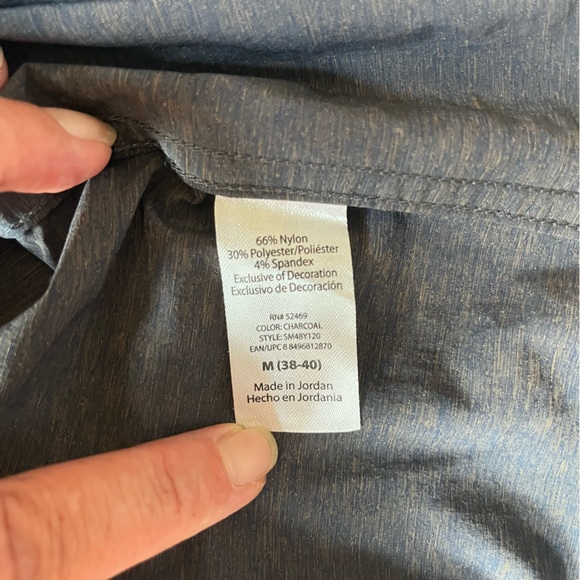 66% Nylon
30% Polyester/Poliéster
4% Spandex
Exclusive of Decoration
Exclusivo de Decoración
RN# 52469
COLOR: CHARCOAL
STYLE: SM48Y120
EAN/UPC 8 8496812870
M (38-40)
Made in Jordan
Hecho en Jordania